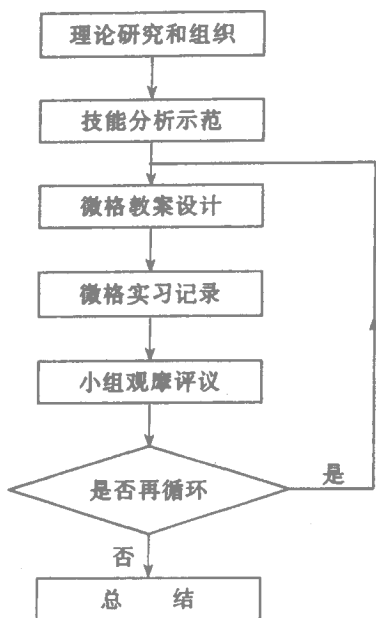 理论研究和组织
技能分析示范
微格教案设计
微格实习记录
小组观摩评议
是否再循环
是
否
总 结